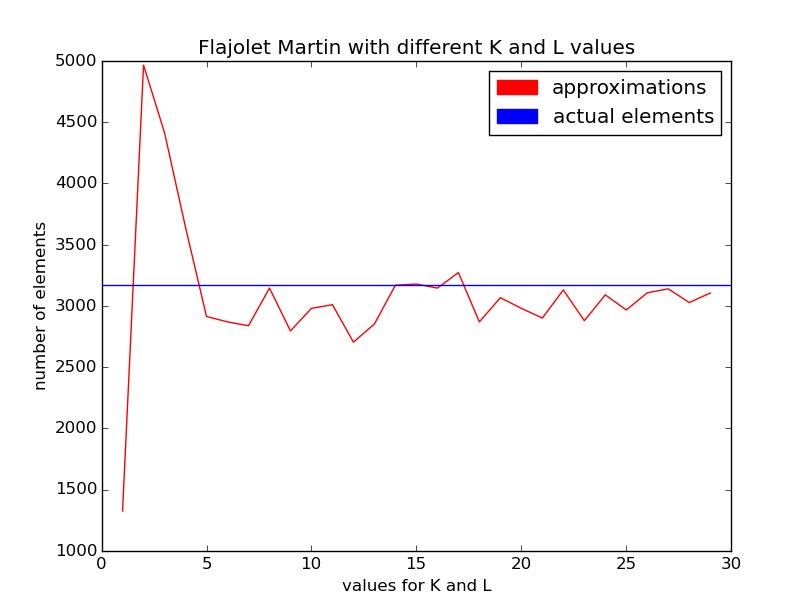 Flajolet Martin with different K and L values
approximations
actual elements
number of elements
5000
4500
4000
3500
3000
2500
2000
1500
1000
0 5 10 15 20 25 30
values for K and L